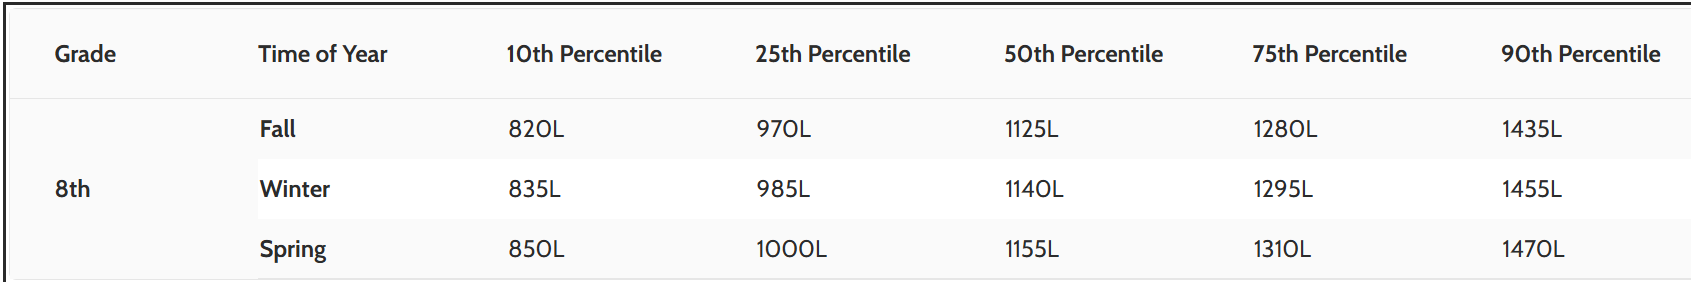 Grade Time of Year 10th Percentile 25th Percentile 50th Percentile 75th Percentile 90th Percentile
Fall 820L 970L 1125L 1280L 1435L
8th Winter 835L 985L 1140L 1295L 1455L
Spring 850L 1000L 1155L 1310L 1470L